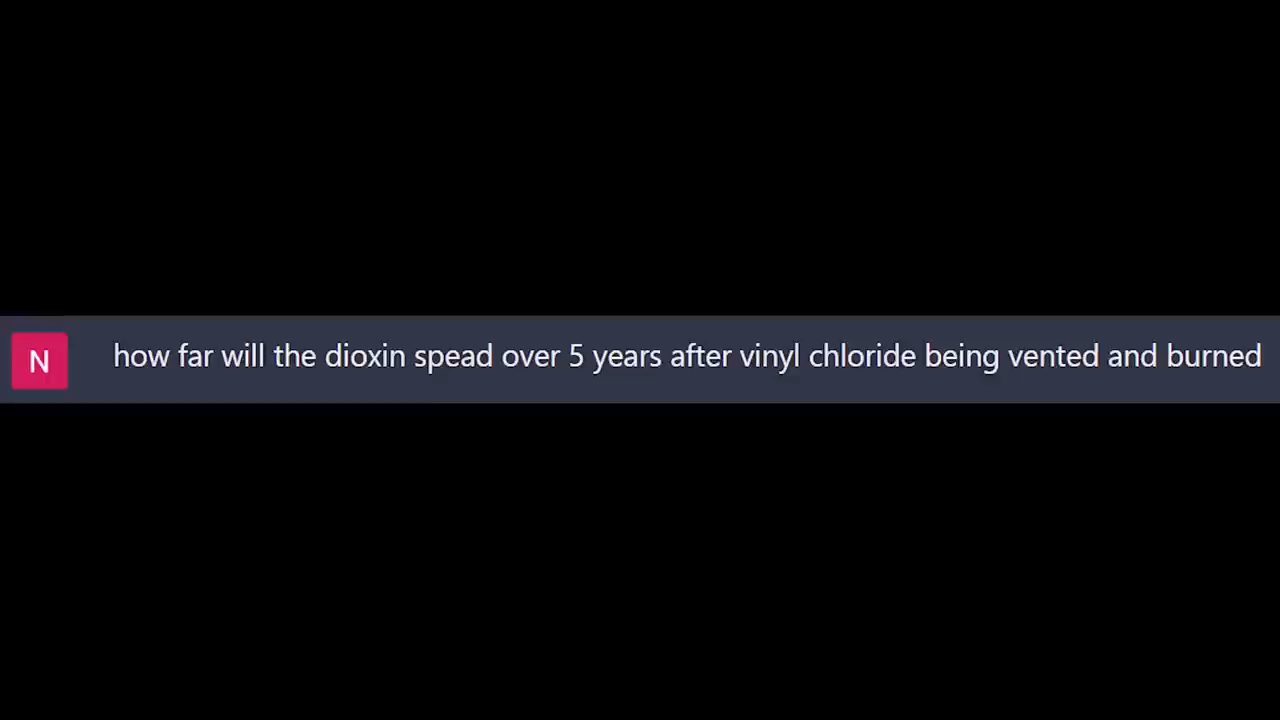 N how far will the dioxin spead over 5 years after vinyl chloride being vented and burned